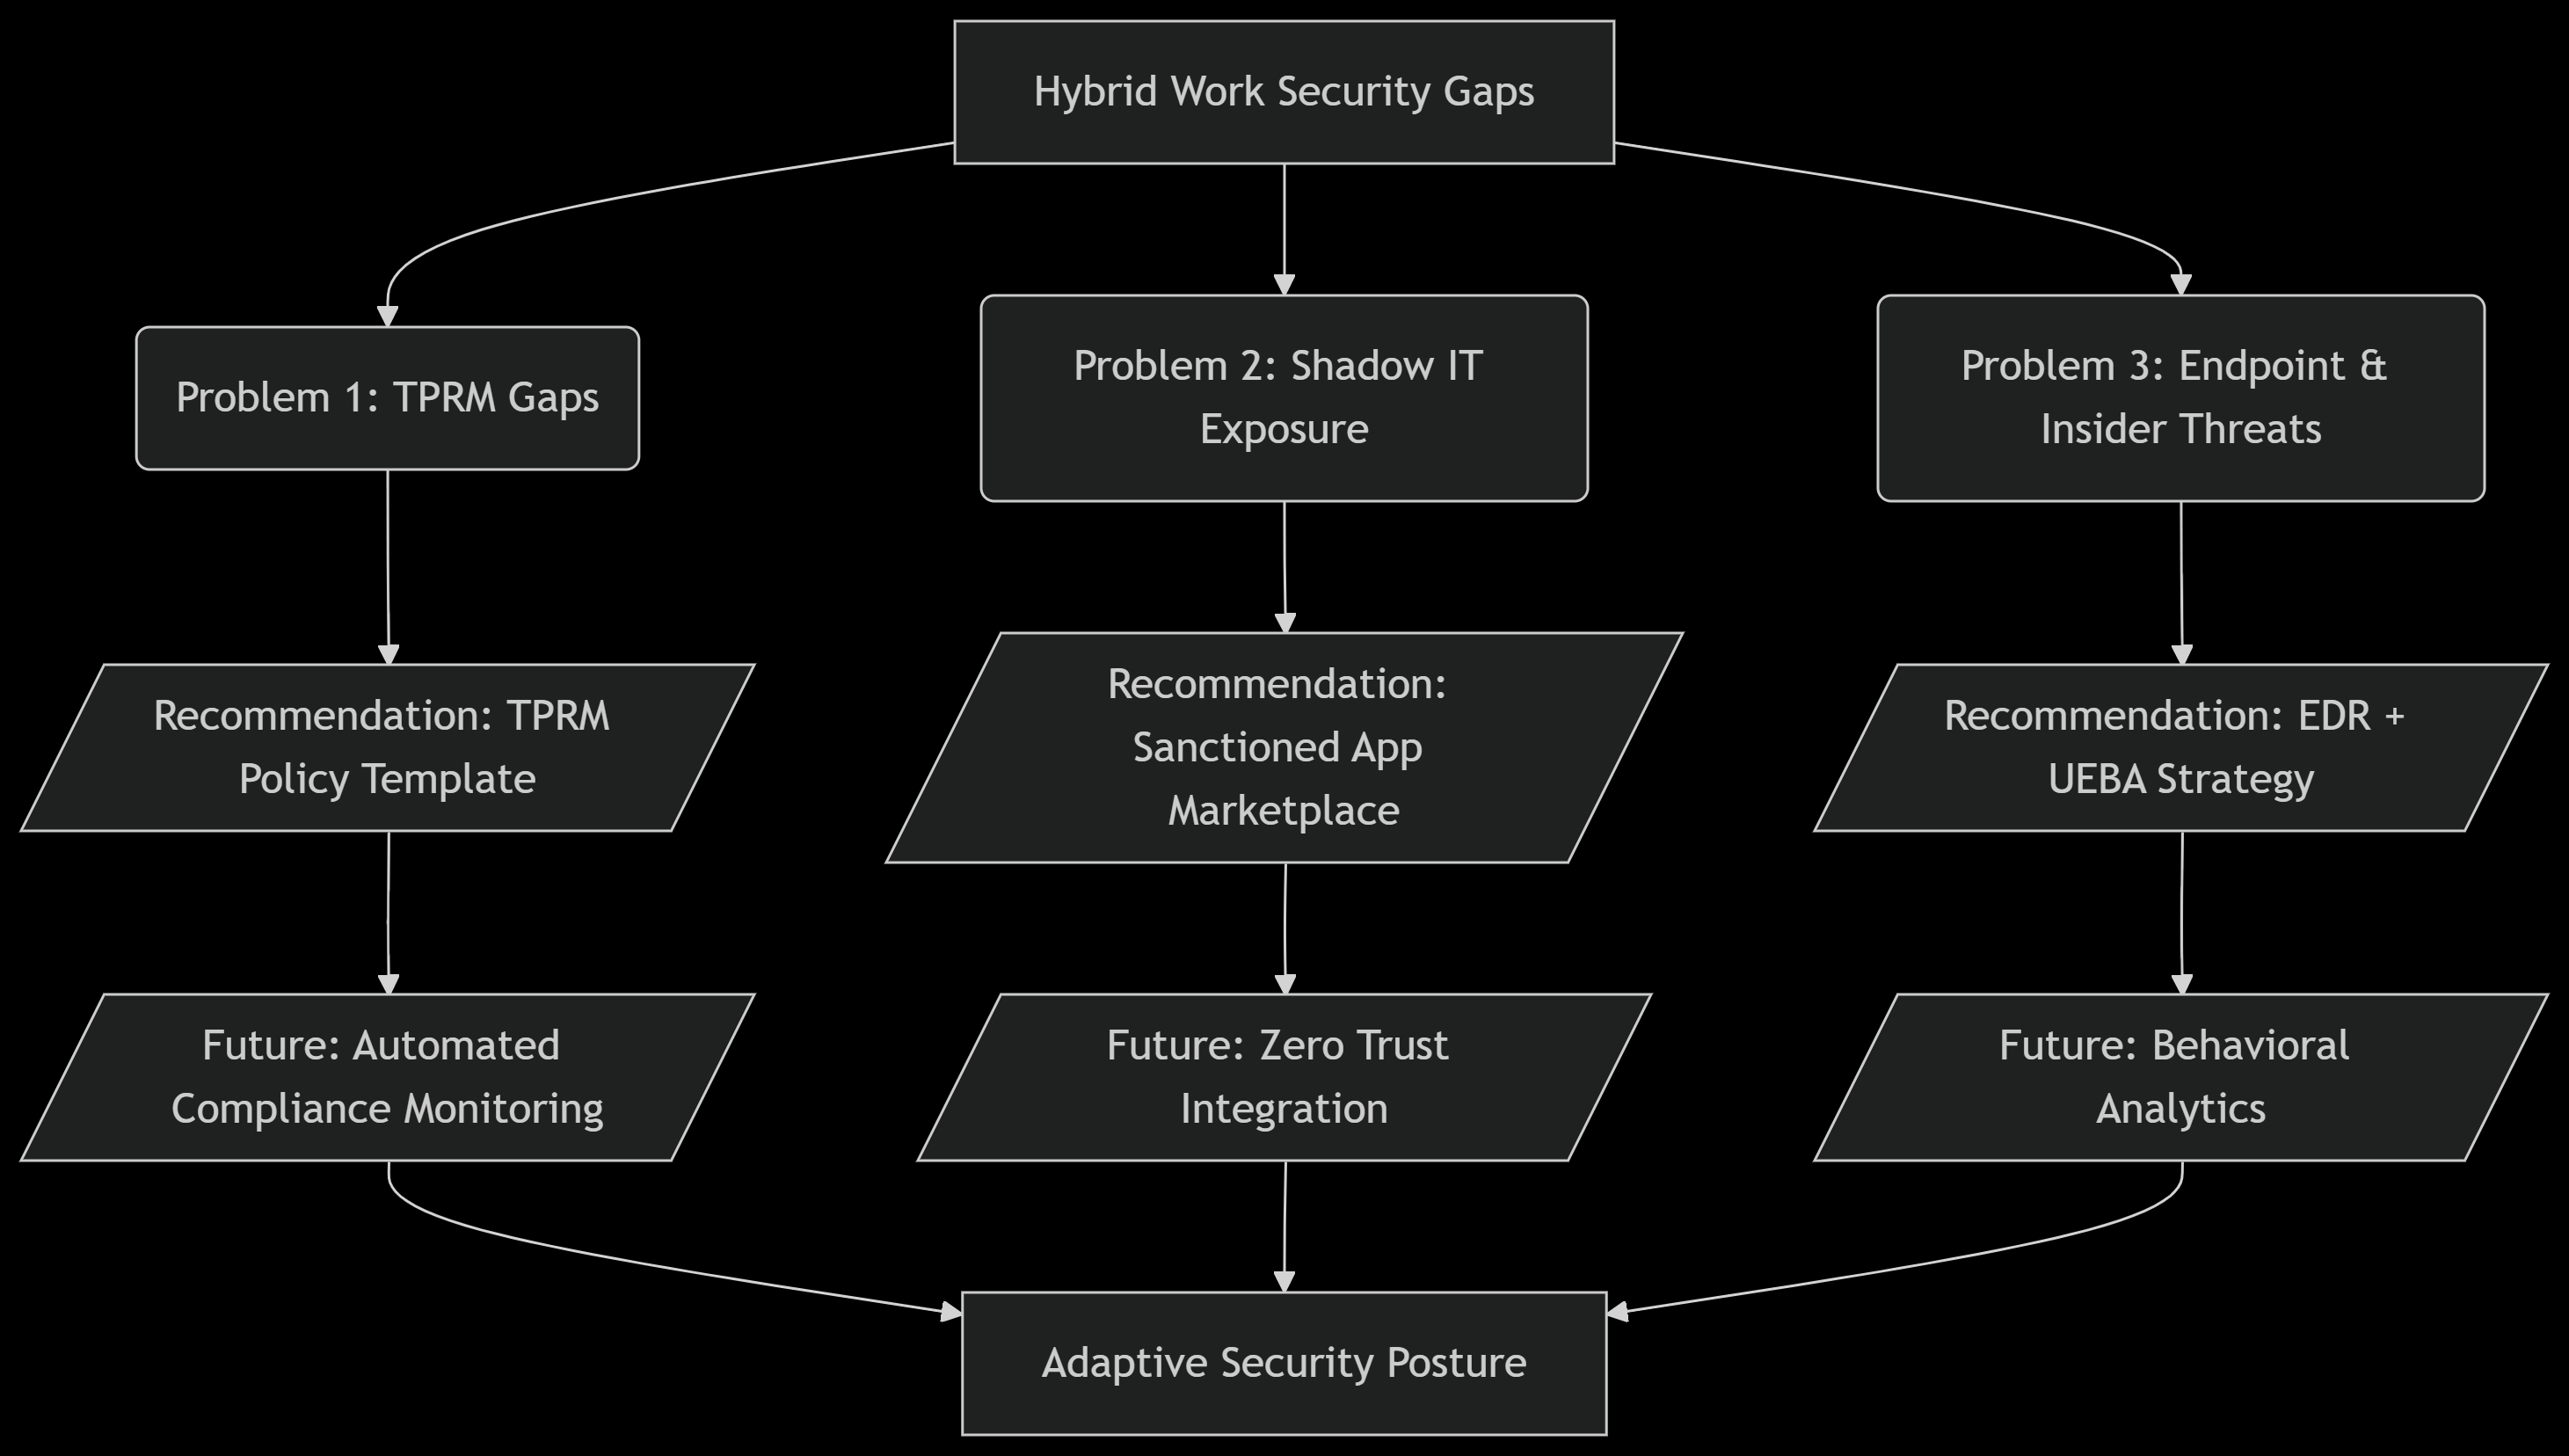 Hybrid Work Security Gaps
Problem 1: TPRM Gaps
Problem 2: Shadow IT
Exposure
Problem 3: Endpoint &
Insider Threats
Recommendation: TPRM
Policy Template
Recommendation:
Sanctioned App
Marketplace
Recommendation: EDR +
UEBA Strategy
Future: Automated
Compliance Monitoring
Future: Zero Trust
Integration
Future: Behavioral
Analytics
Adaptive Security Posture